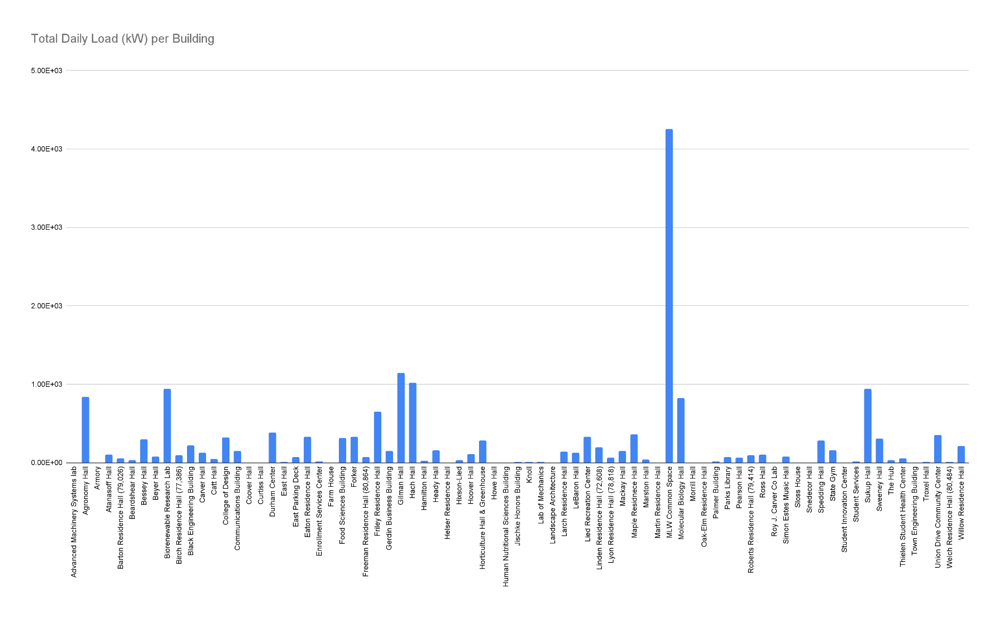 Total Daily Load (kW) per Building
5.00E+03
4.00E+03
3.00E+03
2.00E+03
1.00E+03
0.00E+00
Advanced Machinery Systems lab
Agronomy Hall
Armory
Atanasoff Hall
Barton Residence Hall (79,026)
Beardshear Hall
Bessey Hall
Beyer Hall
Biorenewable Research Lab
Birch Residence Hall (77,386)
Black Engineering Building
Carver Hall
Catt Hall
College of Design
Communications Building
Coover Hall
Curtiss Hall
Durham Center
East Hall
East Parking Deck
Eaton Residence Hall
Enrollment Services Center
Farm House
Food Sciences Building
Forker
Freeman Residence Hall (80,864)
Friley Residence Hall
Gerdin Business Building
Gilman Hall
Hach Hall
Hamilton Hall
Heady Hall
Helser Residence Hall
Hixson-Lied
Hoover Hall
Horticulture Hall & Greenhouse
Howe Hall
Human Nutritional Sciences Building
Jischke Honors Building
Knoll
Lab of Mechanics
Landscape Architecture
Larch Residence Hall
LeBaron Hall
Lied Recreation Center
Linden Residence Hall (72,608)
Lyon Residence Hall (78,818)
Mackay Hall
Maple Residnece Hall
Marston Hall
Martin Residence Hall
MLW Common Space
Molecular Biology Hall
Morrill Hall
Oak-Elm Residence Hall
Palmer Building
Parks Library
Pearson Hall
Roberts Residence Hall (79,414)
Ross Hall
Roy J. Carver Co Lab
Simon Estes Music Hall
Sloss House
Snedecor Hall
Spedding Hall
State Gym
Student Innovation Center
Student Services
Sukup Hall
Sweeney Hall
The Hub
Thielen Student Health Center
Town Engineering Building
Troxel Hall
Union Drive Community Center
Welch Residence Hall (80,484)
Willow Residence Hall